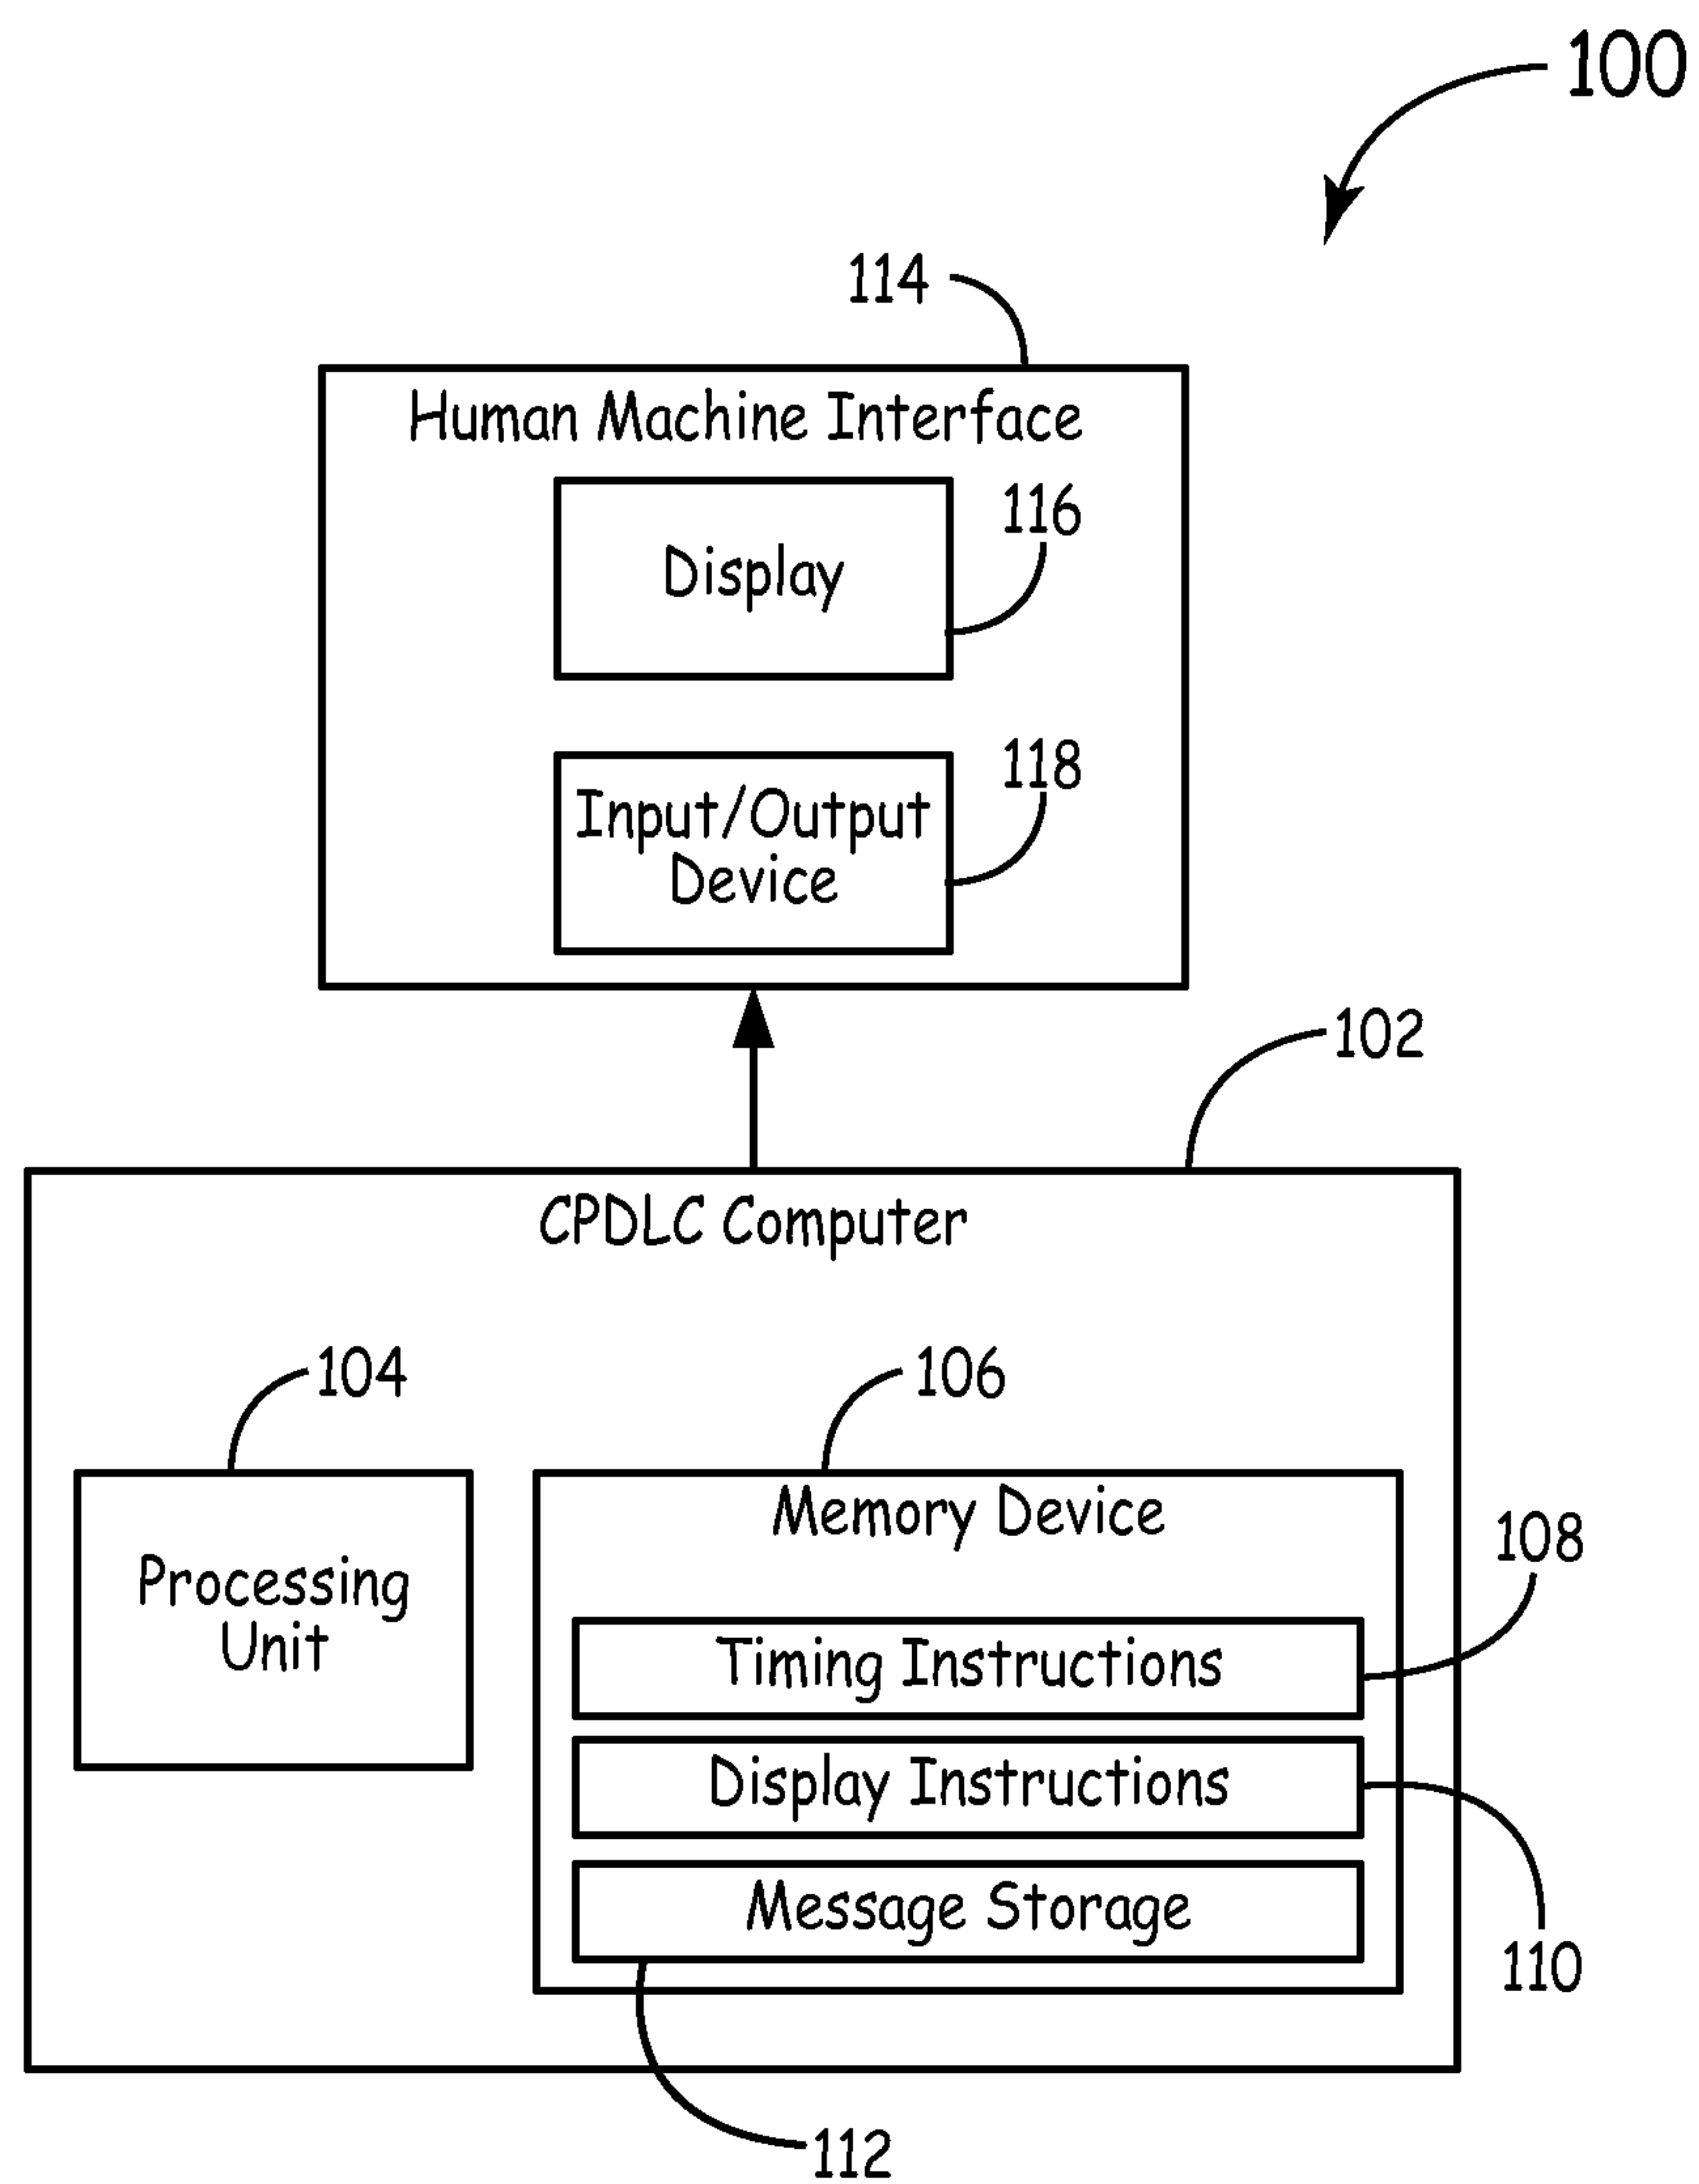 100
114
Human Machine Interface
116
Display
118
Input/Output
Device
102
CPDLC Computer
104
106
Processing
Unit
Memory Device
108
Timing Instructions
Display Instructions
Message Storage
110
112